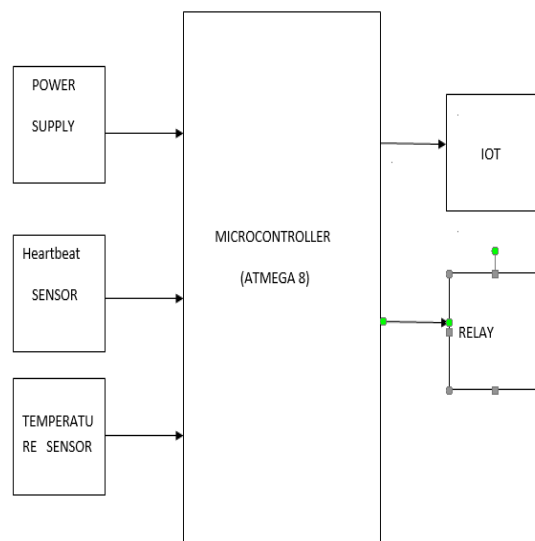 POWER
SUPPLY
Heartbeat
SENSOR
TEMPERATU
RE SENSOR
MICROCONTROLLER
(ATMEGA 8)
IOT
RELAY